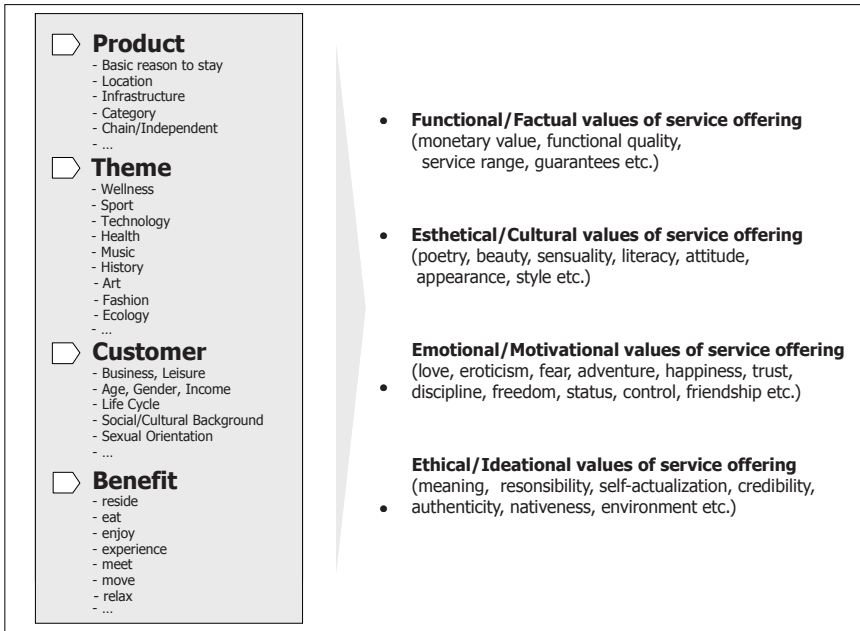 Product
- Basic reason to stay
- Location
- Infrastructure
- Category
- Chain/Independent
- ...
Theme
- Wellness
- Sport
- Technology
- Health
- Music
- History
- Art
- Fashion
- Ecology
- ...
Customer
- Business, Leisure
- Age, Gender, Income
- Life Cycle
- Social/Cultural Background
- Sexual Orientation
- ...
Benefit
- reside
- eat
- enjoy
- experience
- meet
- move
- relax
- ...
• Functional/Factual values of service offering
(monetary value, functional quality,
service range, guarantees etc.)
• Esthetical/Cultural values of service offering
(poetry, beauty, sensuality, literacy, attitude,
appearance, style etc.)
Emotional/Motivational values of service offering
(love, eroticism, fear, adventure, happiness, trust,
• discipline, freedom, status, control, friendship etc.)
Ethical/Ideational values of service offering
(meaning, resonsibility, self-actualization, credibility,
• authenticity, nativeness, environment etc.)